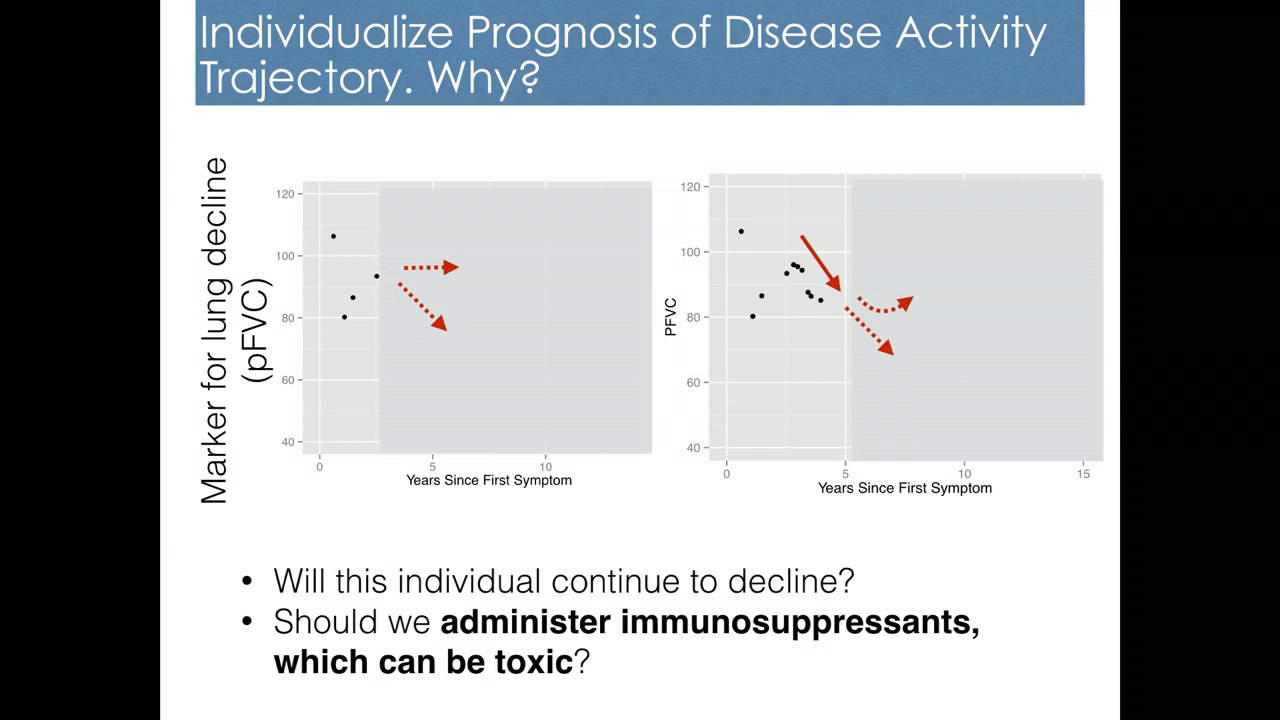 Individualize Prognosis of Disease Activity
Trajectory. Why?
Marker for lung decline
(pFVC)
120
100
80
60
40
0
5
10
Years Since First Symptom
PFVC
120
100
80
60
40
0
5
10
15
Years Since First Symptom
• Will this individual continue to decline?
• Should we administer immunosuppressants,
which can be toxic?